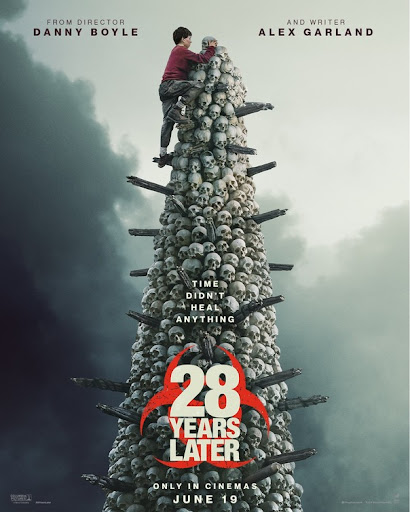 FROM DIRECTOR
DANNY BOYLE
AND WRITER
ALEX GARLAND
TIME
DIDN'T
HEAL
ANYTHING
28
YEARS
LATER
ONLY IN CINEMAS
JUNE 19